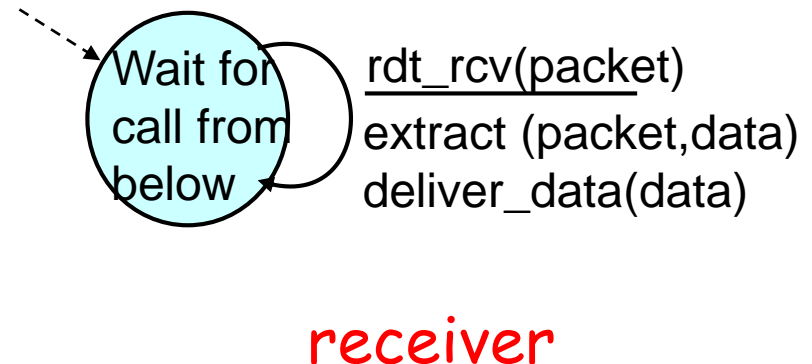 Wait for
call from
below
rdt_rcv(packet)
extract (packet,data)
deliver_data(data)
receiver